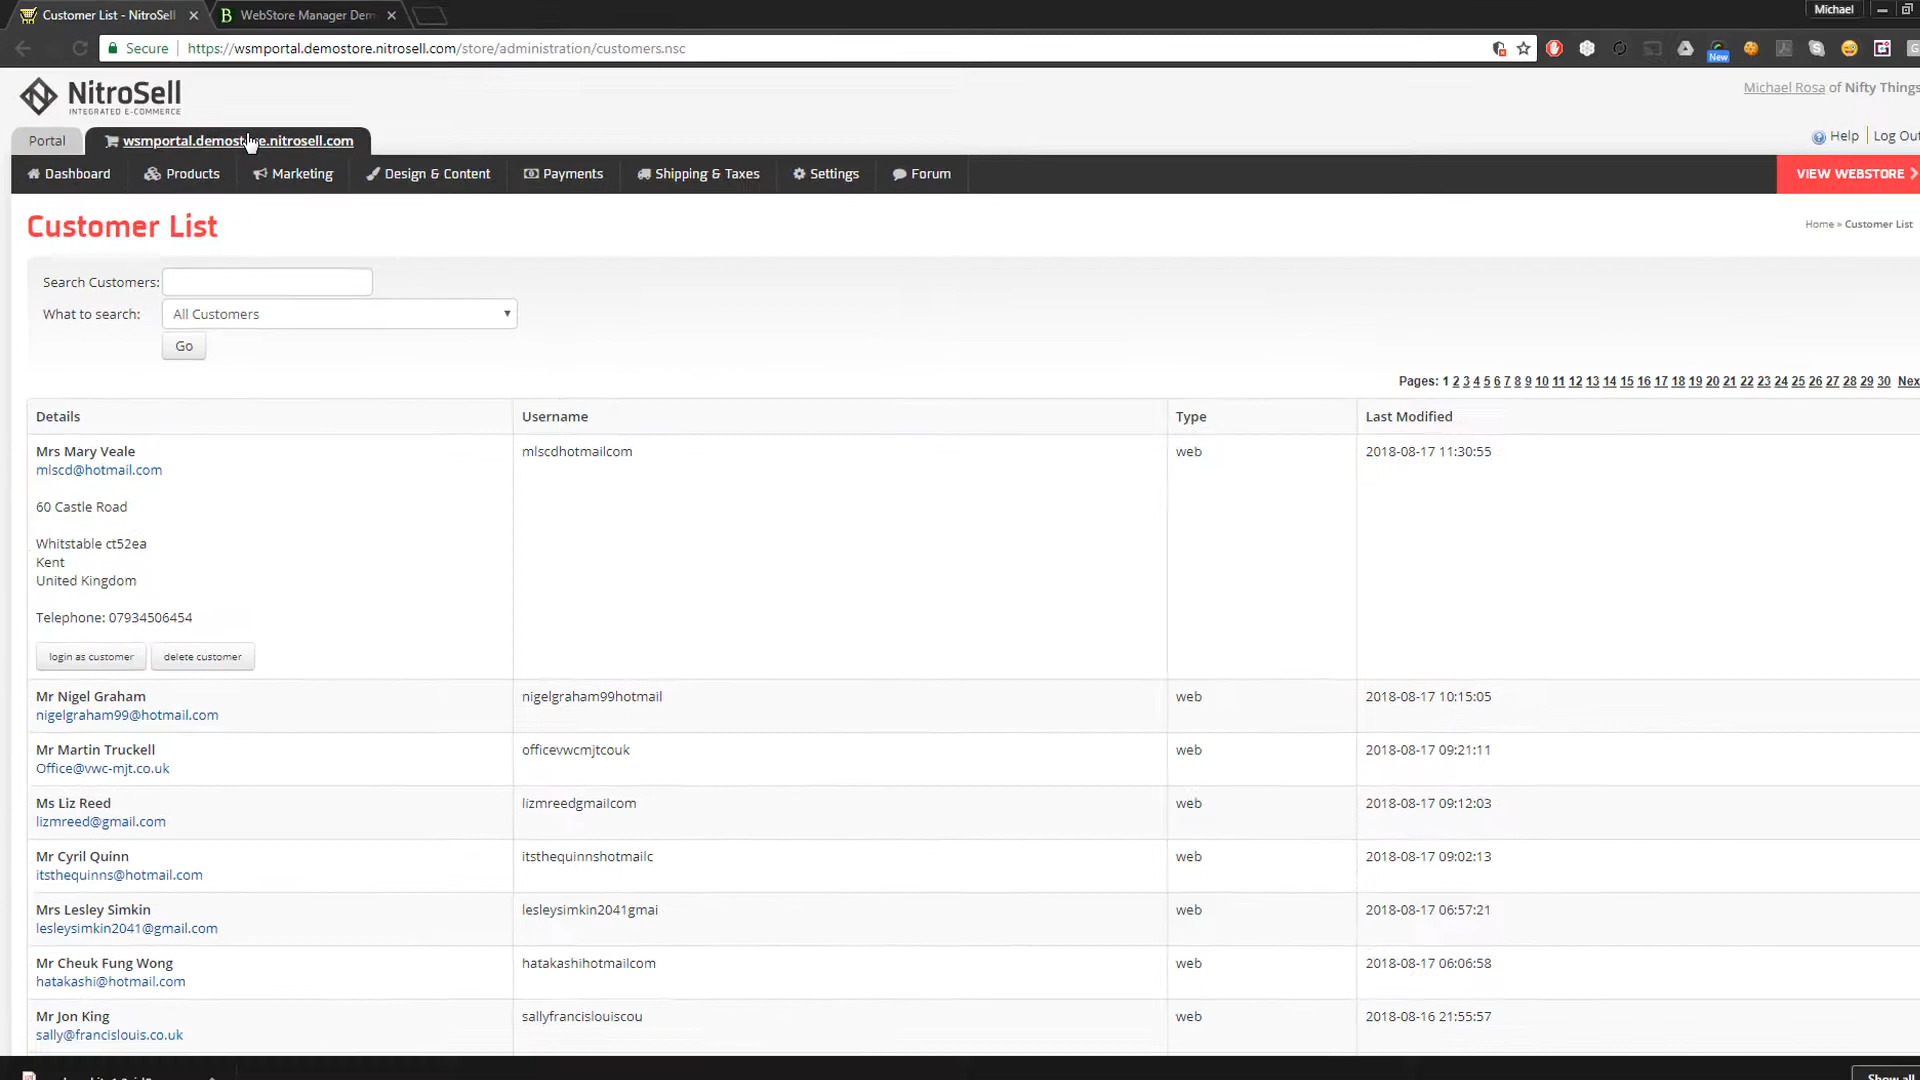 Customer List - NitroSell
WebStore Manager Dem
Michael
Secure
https://wsmportal.demostore.nitrosell.com/store/administration/customers.nsc
New
NitroSell
INTEGRATED E-COMMERCE
Michael Rosa of Nifty Things
Portal
wsmportal.demostore.nitrosell.com
Help
Log Out
Dashboard
Products
Marketing
Design & Content
Payments
Shipping & Taxes
Settings
Forum
VIEW WEBSTORE
Customer List
Home » Customer List
Search Customers:
What to search:
All Customers
Go
Pages: 1 2 3 4 5 6 7 8 9 10 11 12 13 14 15 16 17 18 19 20 21 22 23 24 25 26 27 28 29 30 Nex
Details Username Type Last Modified
Mrs Mary Veale mlscdhotmailcom web 2018-08-17 11:30:55
mlscd@hotmail.com
60 Castle Road
Whitstable ct52ea
Kent
United Kingdom
Telephone: 07934506454
login as customer
delete customer
Mr Nigel Graham nigelgraham99hotmail web 2018-08-17 10:15:05
nigelgraham99@hotmail.com
Mr Martin Truckell officevwcmjtcouk web 2018-08-17 09:21:11
Office@vwc-mjt.co.uk
Ms Liz Reed lizmreedgmailcom web 2018-08-17 09:12:03
lizmreed@gmail.com
Mr Cyril Quinn itsthequinnshotmailc web 2018-08-17 09:02:13
itsthequinns@hotmail.com
Mrs Lesley Simkin lesleysimkin2041gmai web 2018-08-17 06:57:21
lesleysimkin2041@gmail.com
Mr Cheuk Fung Wong hatakashihotmailcom web 2018-08-17 06:06:58
hatakashi@hotmail.com
Mr Jon King sallyfrancislouiscou web 2018-08-16 21:55:57
sally@francislouis.co.uk
Show all